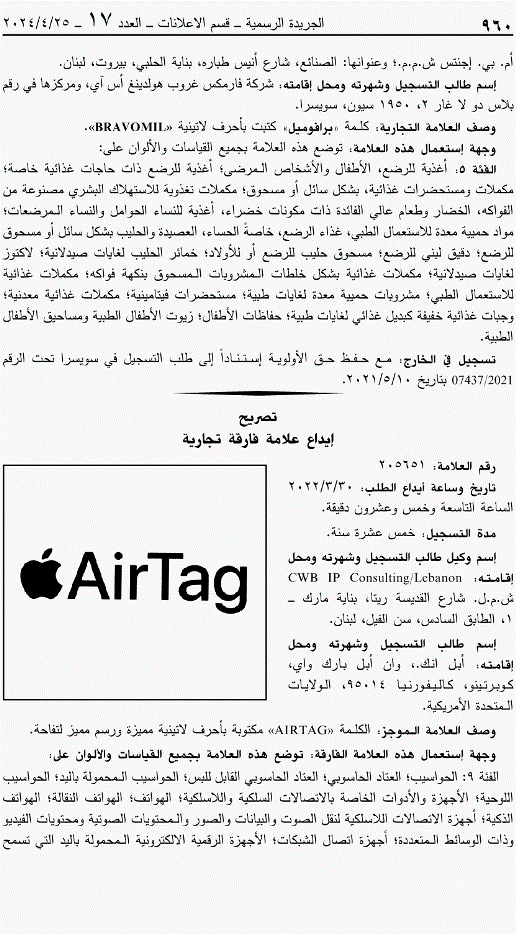 ٩٦٠ الجريدة الرسمية ــ قسم الاعلانات ــ العدد ١٧ ــ ٢٠٢٤/٤/٢٥
أم. بي. إجنتس ش.م.م.؛ وعنوانها: الصنائع، شارع أنيس طباره، بناية الحلبي، بيروت، لبنان.
إسم طالب التسجيل وشهرته ومحل إقامته: شركة فارمكس غروب هولدينغ أس آي، ومركزها في رقم
بلاس دو لا غار ٢، ١٩٥٠ سيون، سويسرا.
وصف العلامة التجارية: كلمة «برافوميل» كتبت بأحرف لاتينية «BRAVOMIL».
وجهة إستعمال هذه العلامة: توضع هذه العلامة بجميع القياسات والألوان على:
الفئة ٥: أغذية للرضع، الأطفال والأشخاص المرضى؛ أغذية للرضع ذات حاجات غذائية خاصة؛
مكملات ومستحضرات غذائية، بشكل سائل أو مسحوق؛ مكملات تغذوية للاستهلاك البشري مصنوعة من
الفواكه، الخضار وطعام عالي الفائدة ذات مكونات خضراء، أغذية للنساء الحوامل والنساء المرضعات؛
مواد حميية معدة للاستعمال الطبي، غذاء الرضع، خاصةً الحساء، العصيدة والحليب بشكل سائل أو مسحوق
للرضع؛ دقيق لبني للرضع؛ مسحوق حليب للرضع أو للأولاد؛ خمائر الحليب لغايات صيدلانية؛ لاكتوز
لغايات صيدلانية؛ مكملات غذائية بشكل خلطات المشروبات المسحوق بنكهة فواكه؛ مكملات غذائية
للاستعمال الطبي؛ مشروبات حميية معدة لغايات طبية؛ مستحضرات فيتامينية؛ مكملات غذائية معدنية؛
وجبات غذائية خفيفة كبديل غذائي لغايات طبية؛ حفاظات الأطفال؛ زيوت الأطفال الطبية ومساحيق الأطفال
الطبية.
تسجيل في الخارج: مع حفظ حق الأولوية إستناداً إلى طلب التسجيل في سويسرا تحت الرقم
07437/2021 بتاريخ ٢٠٢١/٥/١٠.
تصريح
إيداع علامة فارقة تجارية
رقم العلامة: ٢٠٥٦٥١
تاريخ وساعة أيداع الطلب: ٢٠٢٢/٣/٣٠
الساعة التاسعة وخمس وعشرون دقيقة.
مدة التسجيل: خمس عشرة سنة.
إسم وكيل طالب التسجيل وشهرته ومحل
إقامته: CWB IP Consulting/Lebanon
ش.م.ل. شارع القديسة ريتا، بناية مارك ــ
١، الطابق السادس، سن الفيل، لبنان.
إسم طالب التسجيل وشهرته ومحل
إقامته: أبل انك.، وان أبل بارك واي،
كوبرتينو، كاليفورنيا ٩٥٠١٤، الولايات
المتحدة الأمريكية.
AirTag
وصف العلامة الموجز: الكلمة «AIRTAG» مكتوبة بأحرف لاتينية مميزة ورسم مميز لتفاحة.
وجهة إستعمال هذه العلامة الفارقة: توضع هذه العلامة بجميع القياسات والألوان على:
الفئة ٩: الحواسيب؛ العتاد الحاسوبي؛ العتاد الحاسوبي القابل للبس؛ الحواسيب المحمولة باليد؛ الحواسيب
اللوحية؛ الأجهزة والأدوات الخاصة بالاتصالات السلكية واللاسلكية؛ الهواتف؛ الهواتف النقالة؛ الهواتف
الذكية؛ أجهزة الاتصالات اللاسلكية لنقل الصوت والبيانات والصور والمحتويات الصوتية ومحتويات الفيديو
وذات الوسائط المتعددة؛ أجهزة اتصال الشبكات؛ الأجهزة الرقمية الالكترونية المحمولة باليد التي تسمح